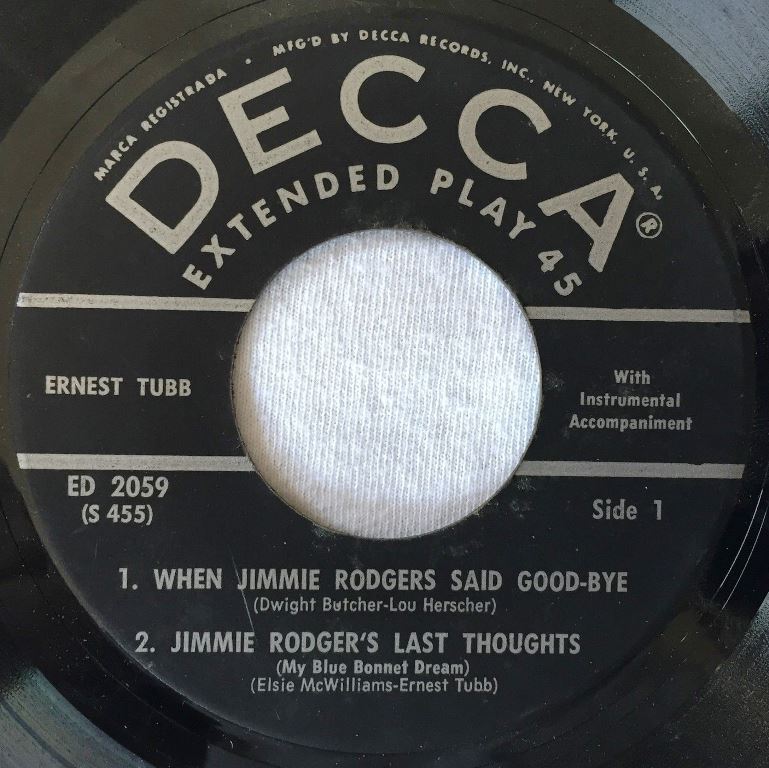 MARCA REGISTRADA • MFG'D BY DECCA RECORDS, INC., NEW YORK, U. S. A.
DECCA®
EXTENDED PLAY 45
ERNEST TUBB
With
Instrumental
Accompaniment
ED 2059
(S 455)
Side 1
1. WHEN JIMMIE RODGERS SAID GOOD-BYE
(Dwight Butcher-Lou Herscher)
2. JIMMIE RODGER'S LAST THOUGHTS
(My Blue Bonnet Dream)
(Elsie McWilliams-Ernest Tubb)